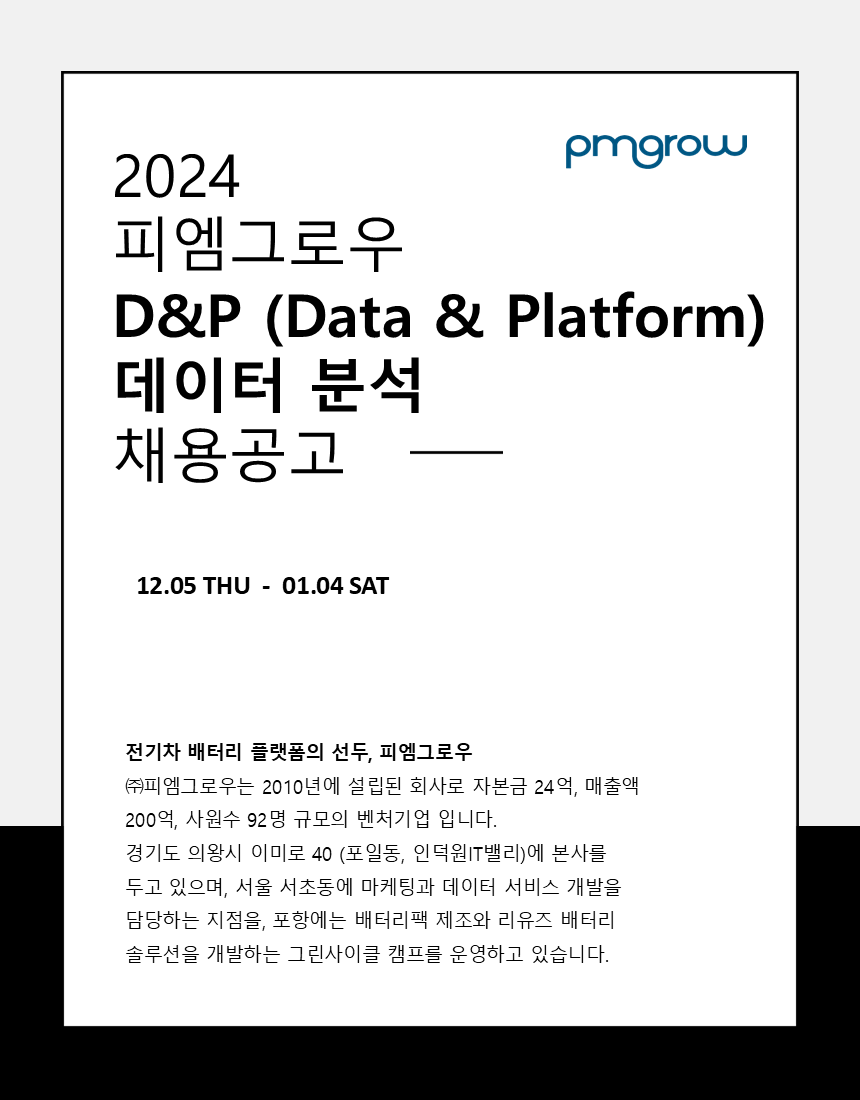 pmgrow
2024
피엠그로우
D&P (Data & Platform)
데이터 분석
채용공고
12.05 THU - 01.04 SAT
전기차 배터리 플랫폼의 선두, 피엠그로우
㈜피엠그로우는 2010년에 설립된 회사로 자본금 24억, 매출액
200억, 사원수 92명 규모의 벤처기업 입니다.
경기도 의왕시 이미로 40 (포일동, 인덕원IT밸리)에 본사를
두고 있으며, 서울 서초동에 마케팅과 데이터 서비스 개발을
담당하는 지점을, 포항에는 배터리팩 제조와 리유즈 배터리
솔루션을 개발하는 그린사이클 캠프를 운영하고 있습니다.